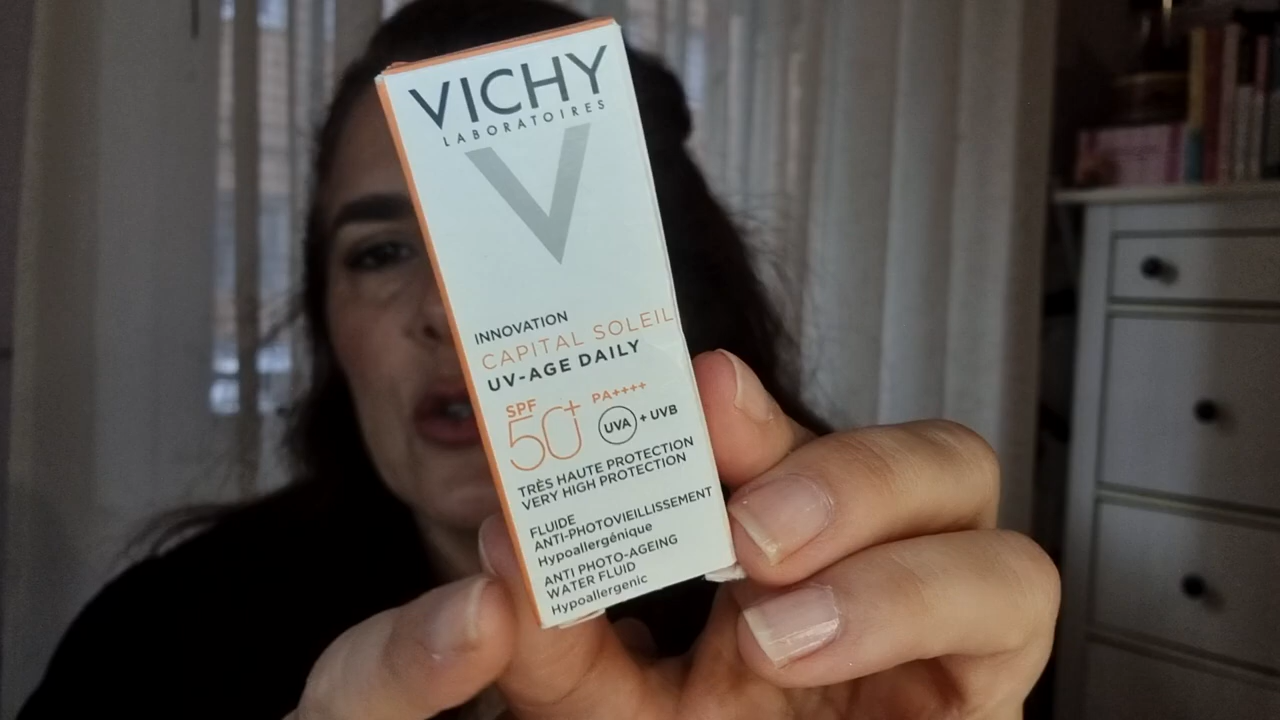 VICHY
LABORATOIRES
V
INNOVATION
CAPITAL SOLEIL
UV-AGE DAILY
SPF 50+ PA++++
UVA + UVB
TRÈS HAUTE PROTECTION
VERY HIGH PROTECTION
FLUIDE
ANTI-PHOTOVIEILLISSEMENT
Hypoallergénique
ANTI PHOTO-AGEING
WATER FLUID
Hypoallergenic